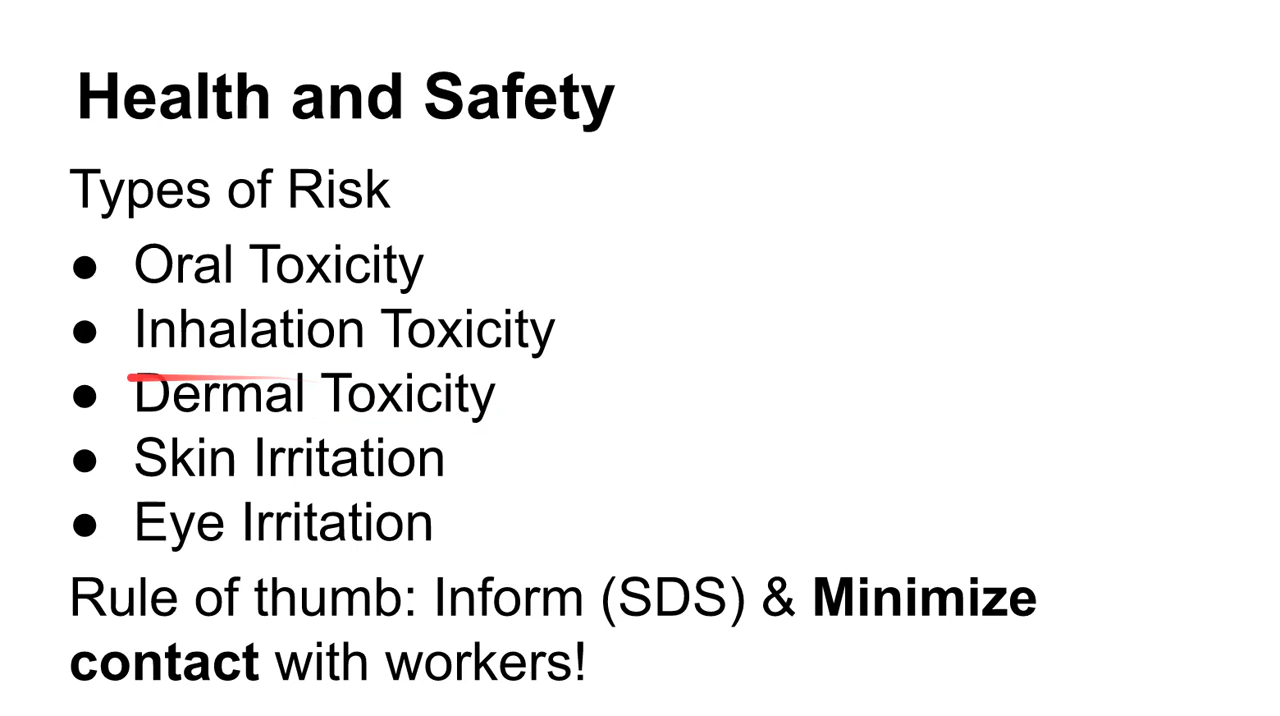 Health and Safety
Types of Risk
● Oral Toxicity
● Inhalation Toxicity
● Dermal Toxicity
● Skin Irritation
● Eye Irritation
Rule of thumb: Inform (SDS) & Minimize
contact with workers!